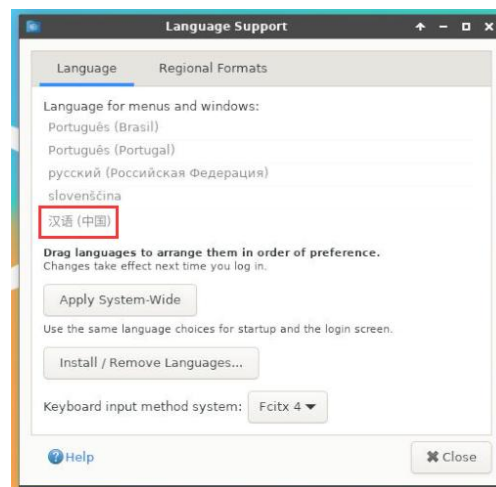 Language Support
Language Regional Formats
Language for menus and windows:
Português (Brasil)
Português (Portugal)
русский (Российская Федерация)
slovenščina
汉语 (中国)
Drag languages to arrange them in order of preference.
Changes take effect next time you log in.
Apply System-Wide
Use the same language choices for startup and the login screen.
Install / Remove Languages...
Keyboard input method system: Fcitx 4
Help Close